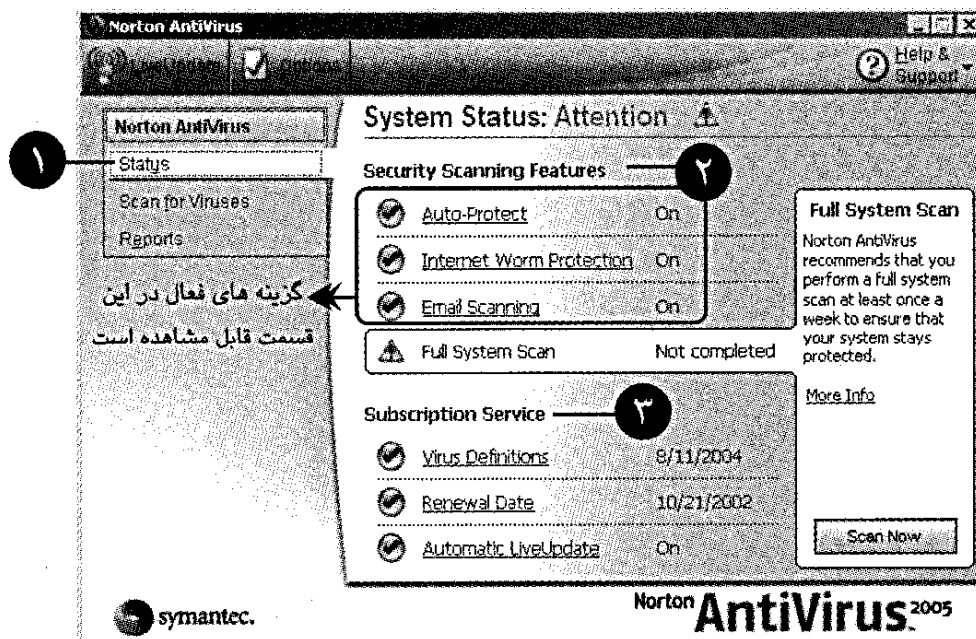 Norton AntiVirus
LiveUpdate Options Help & Support
Norton AntiVirus
۱ Status
Scan for Viruses
Reports
گزینه های فعال در این
قسمت قابل مشاهده است
System Status: Attention
Security Scanning Features ۲
Auto-Protect On
Internet Worm Protection On
Email Scanning On
Full System Scan Not completed
Subscription Service ۳
Virus Definitions 8/11/2004
Renewal Date 10/21/2002
Automatic LiveUpdate On
Full System Scan
Norton AntiVirus
recommends that you
perform a full system
scan at least once a
week to ensure that
your system stays
protected.
More Info
Scan Now
symantec.
Norton AntiVirus 2005